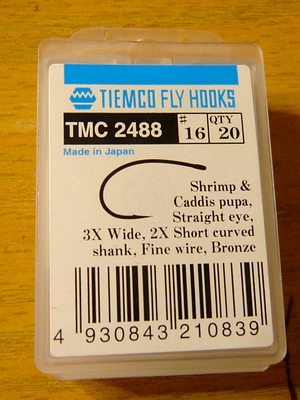 TIEMCO FLY HOOKS
TMC 2488 # 16 QTY 20
Made in Japan
Shrimp &
Caddis pupa,
Straight eye,
3X Wide, 2X Short curved
shank, Fine wire, Bronze
4 930843 210839